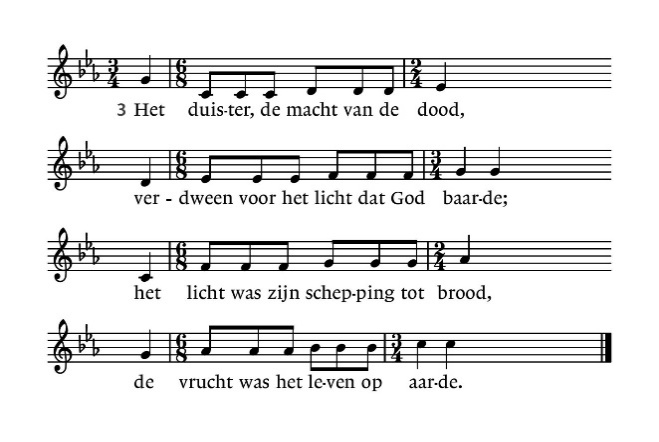 3 Het duis-ter, de macht van de dood,
ver - dween voor het licht dat God baar-de;
het licht was zijn schep-ping tot brood,
de vrucht was het le-ven op aar-de.